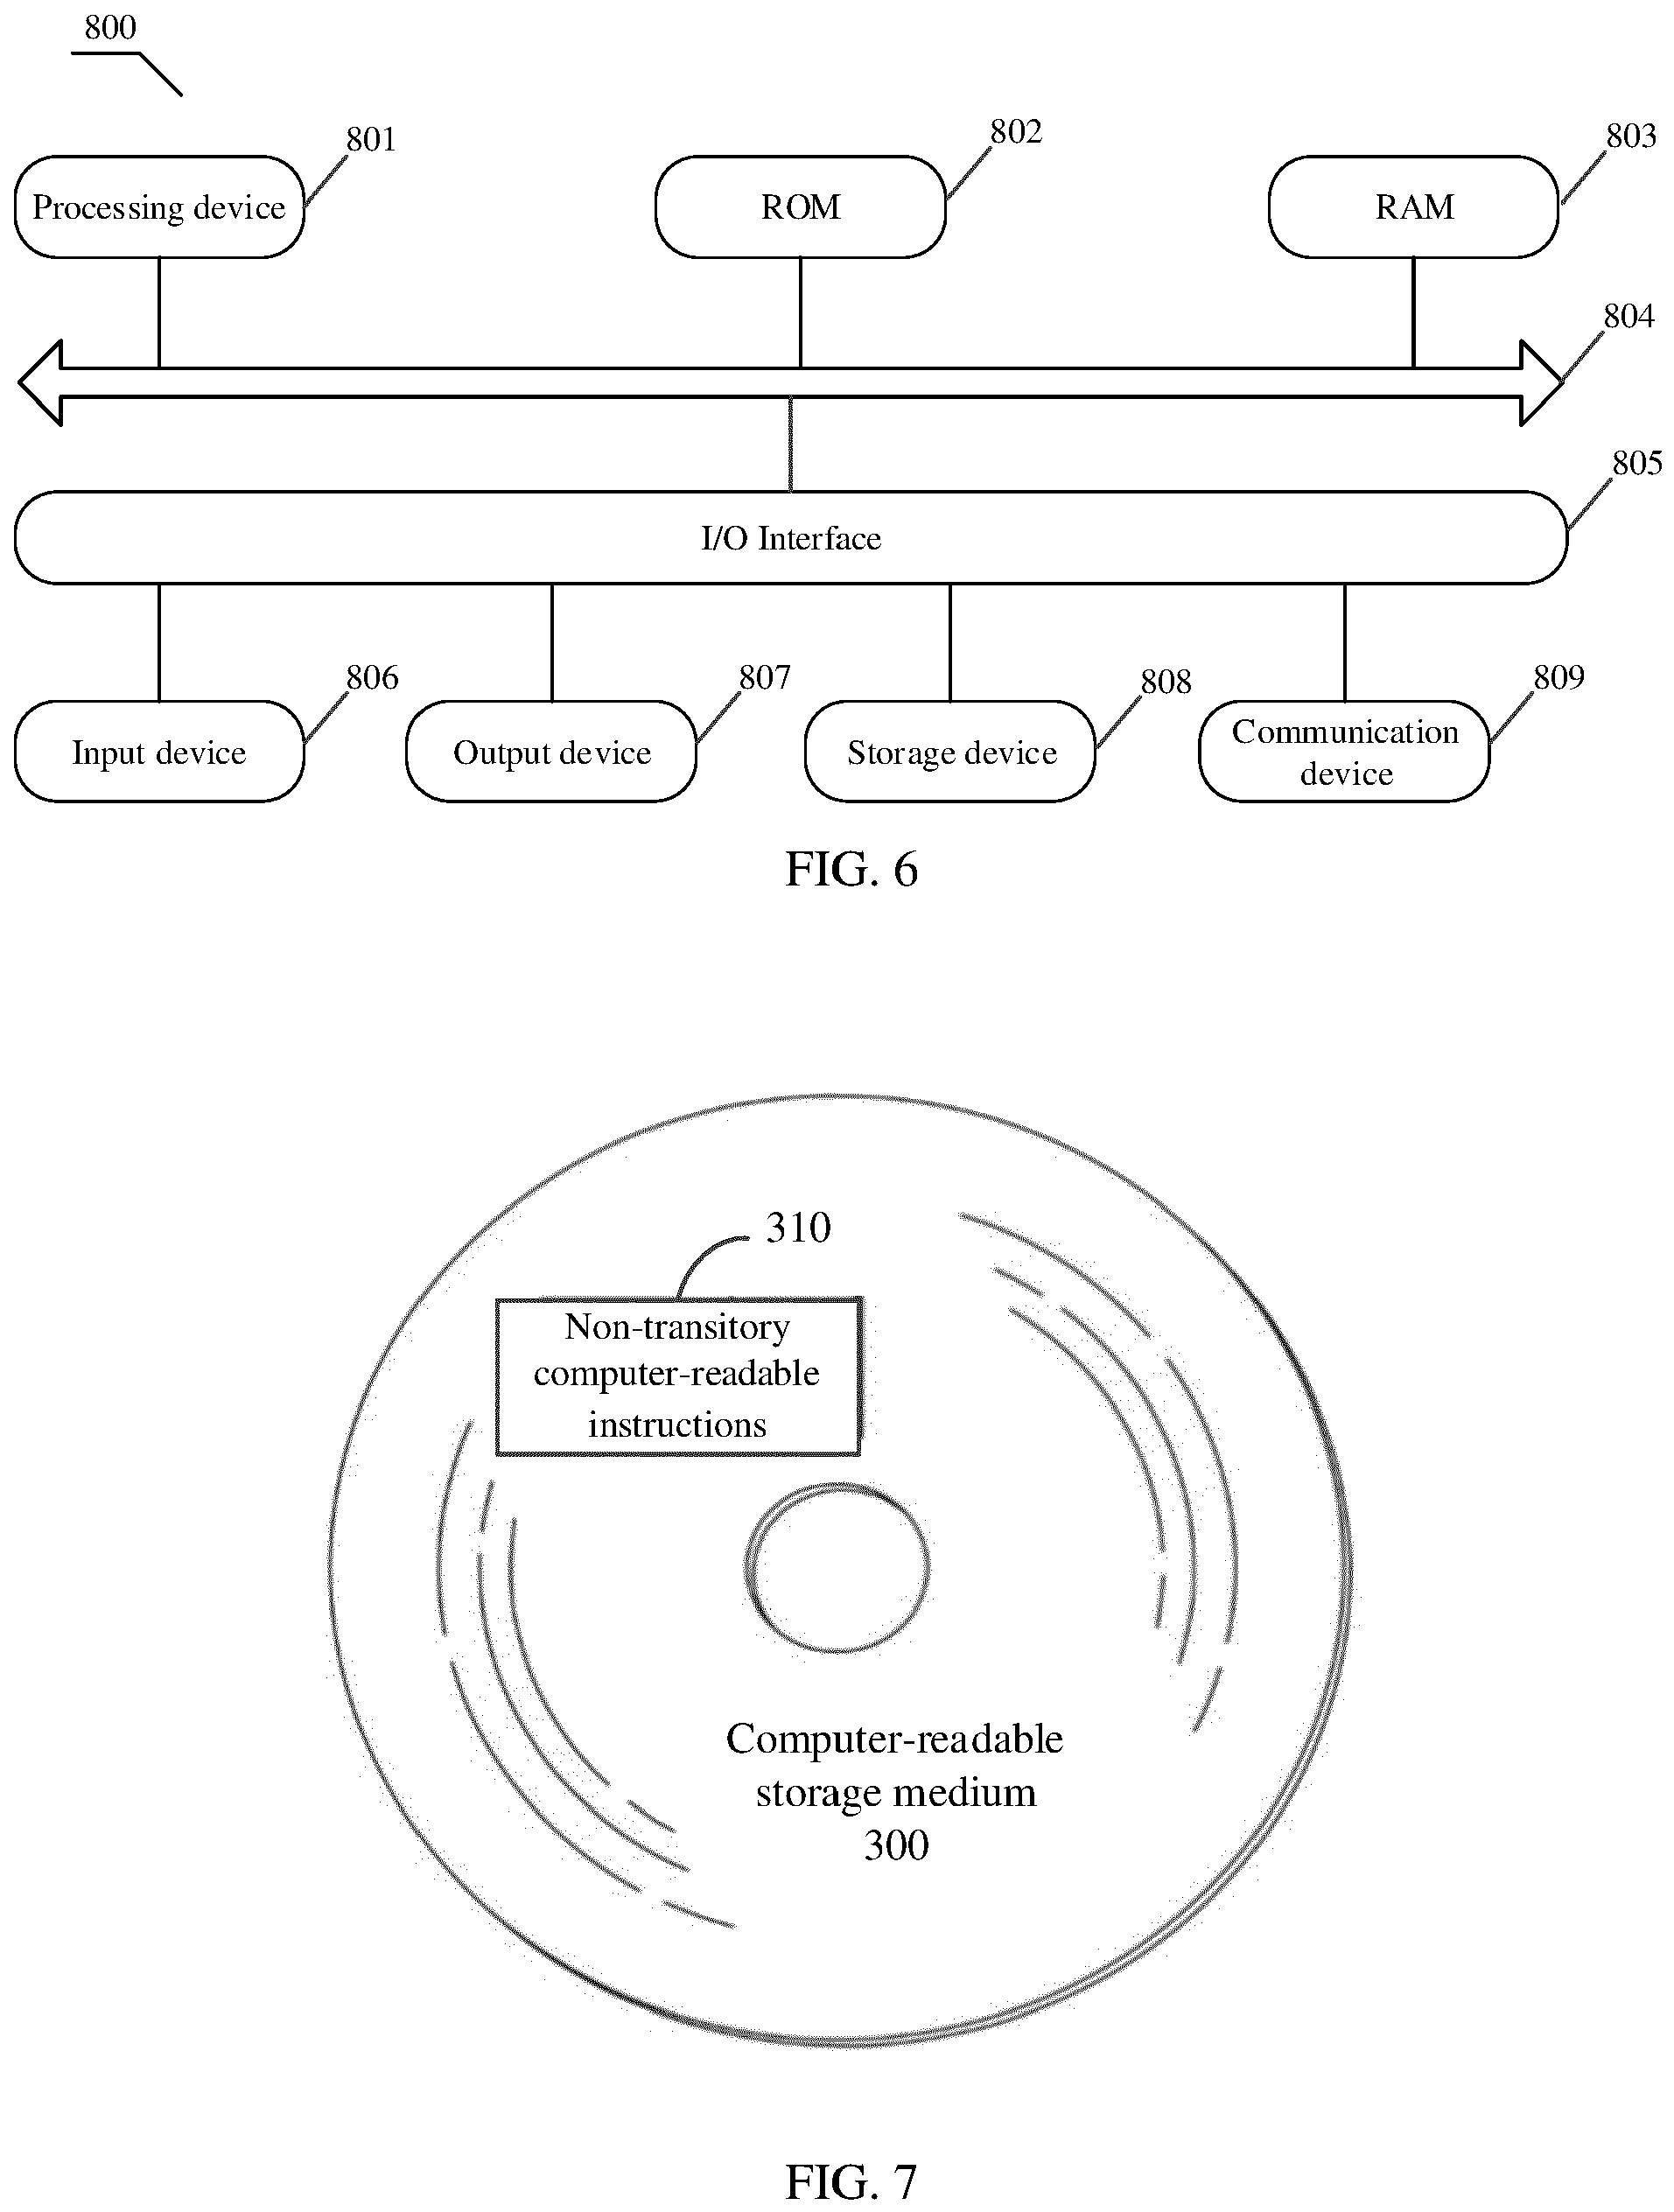 800
801
802
803
Processing device
ROM
RAM
804
805
I/O Interface
806
807
808
809
Input device
Output device
Storage device
Communication
device
FIG. 6
310
Non-transitory
computer-readable
instructions
Computer-readable
storage medium
300
FIG. 7